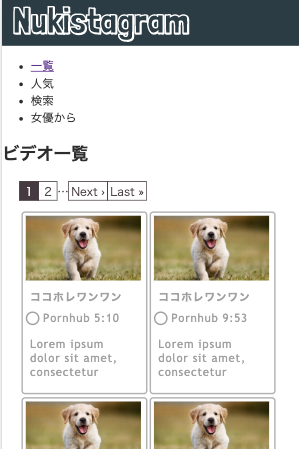 Nukistagram
一覧
人気
検索
女優から
ビデオ一覧
1 2 … Next › Last »
ココホレワンワン
Pornhub 5:10
Lorem ipsum
dolor sit amet,
consectetur
ココホレワンワン
Pornhub 9:53
Lorem ipsum
dolor sit amet,
consectetur